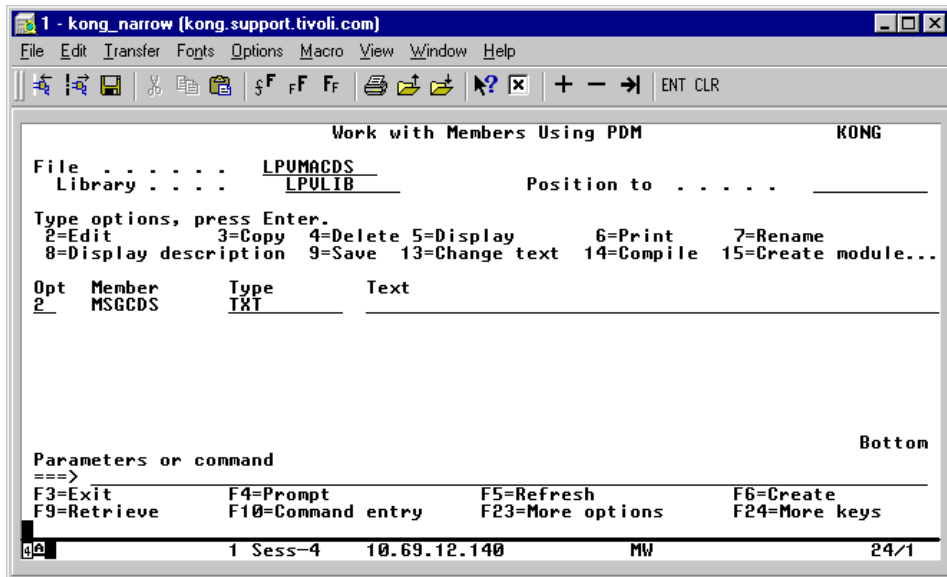 1 - kong_narrow (kong.support.tivoli.com)
File Edit Transfer Fonts Options Macro View Window Help
ENT CLR
Work with Members Using PDM KONG
File . . . . . . LPVMACDS
Library . . . . LPVLIB Position to . . . . .
Type options, press Enter.
2=Edit 3=Copy 4=Delete 5=Display 6=Print 7=Rename
8=Display description 9=Save 13=Change text 14=Compile 15=Create module...
Opt Member Type Text
2 MSGCDS TXT
Bottom
Parameters or command
===>
F3=Exit F4=Prompt F5=Refresh F6=Create
F9=Retrieve F10=Command entry F23=More options F24=More keys
1 Sess-4 10.69.12.140 MW 24/1